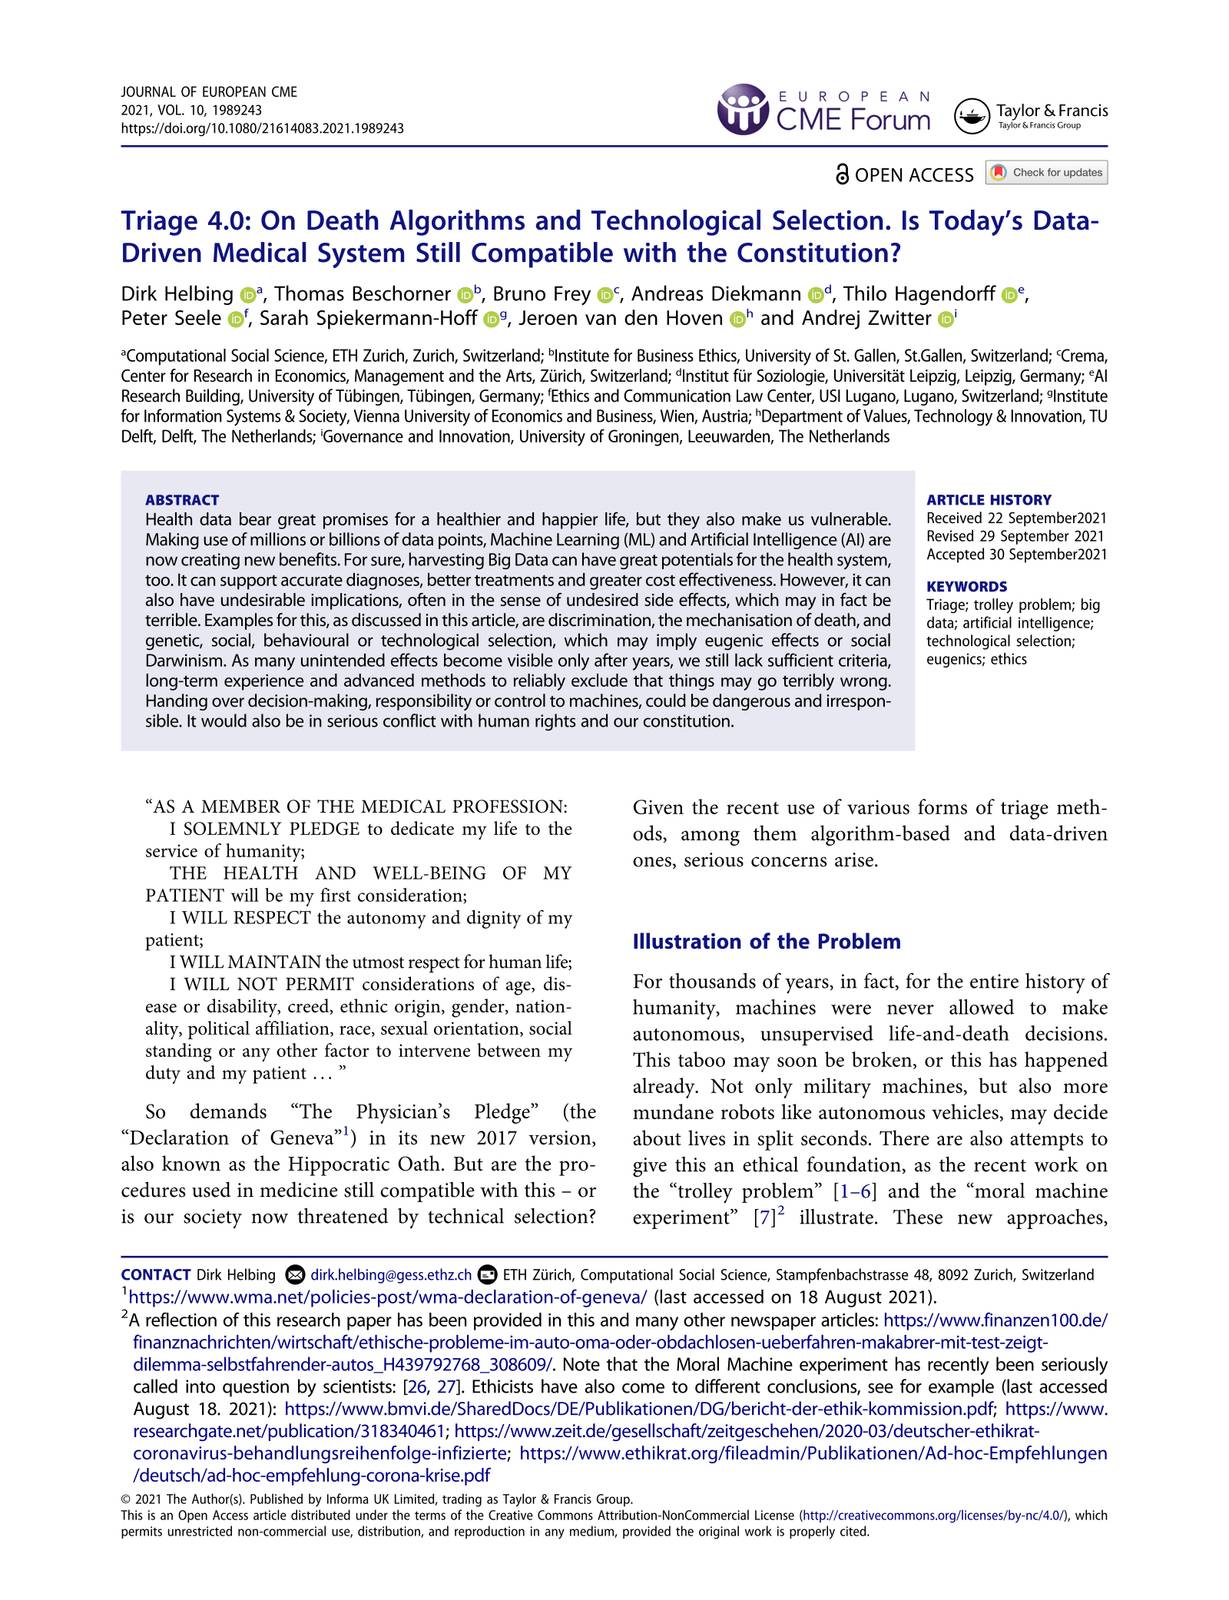 JOURNAL OF EUROPEAN CME
2021, VOL. 10, 1989243
https://doi.org/10.1080/21614083.2021.1989243
EUROPEAN
CME Forum
Taylor & Francis
Taylor & Francis Group
OPEN ACCESS
Check for updates
Triage 4.0: On Death Algorithms and Technological Selection. Is Today’s Data-
Driven Medical System Still Compatible with the Constitution?
Dirk Helbing iD a, Thomas Beschorner iD b, Bruno Frey iD c, Andreas Diekmann iD d, Thilo Hagendorff iD e,
Peter Seele iD f, Sarah Spiekermann-Hoff iD g, Jeroen van den Hoven iD h and Andrej Zwitter iD i
aComputational Social Science, ETH Zurich, Zurich, Switzerland; bInstitute for Business Ethics, University of St. Gallen, St.Gallen, Switzerland; cCrema,
Center for Research in Economics, Management and the Arts, Zürich, Switzerland; dInstitut für Soziologie, Universität Leipzig, Leipzig, Germany; eAI
Research Building, University of Tübingen, Tübingen, Germany; fEthics and Communication Law Center, USI Lugano, Lugano, Switzerland; gInstitute
for Information Systems & Society, Vienna University of Economics and Business, Wien, Austria; hDepartment of Values, Technology & Innovation, TU
Delft, Delft, The Netherlands; iGovernance and Innovation, University of Groningen, Leeuwarden, The Netherlands
ABSTRACT
Health data bear great promises for a healthier and happier life, but they also make us vulnerable.
Making use of millions or billions of data points, Machine Learning (ML) and Artificial Intelligence (AI) are
now creating new benefits. For sure, harvesting Big Data can have great potentials for the health system,
too. It can support accurate diagnoses, better treatments and greater cost effectiveness. However, it can
also have undesirable implications, often in the sense of undesired side effects, which may in fact be
terrible. Examples for this, as discussed in this article, are discrimination, the mechanisation of death, and
genetic, social, behavioural or technological selection, which may imply eugenic effects or social
Darwinism. As many unintended effects become visible only after years, we still lack sufficient criteria,
long-term experience and advanced methods to reliably exclude that things may go terribly wrong.
Handing over decision-making, responsibility or control to machines, could be dangerous and irrespon-
sible. It would also be in serious conflict with human rights and our constitution.
ARTICLE HISTORY
Received 22 September2021
Revised 29 September 2021
Accepted 30 September2021
KEYWORDS
Triage; trolley problem; big
data; artificial intelligence;
technological selection;
eugenics; ethics
“AS A MEMBER OF THE MEDICAL PROFESSION:
I SOLEMNLY PLEDGE to dedicate my life to the
service of humanity;
THE HEALTH AND WELL-BEING OF MY
PATIENT will be my first consideration;
I WILL RESPECT the autonomy and dignity of my
patient;
I WILL MAINTAIN the utmost respect for human life;
I WILL NOT PERMIT considerations of age, dis-
ease or disability, creed, ethnic origin, gender, nation-
ality, political affiliation, race, sexual orientation, social
standing or any other factor to intervene between my
duty and my patient … ”
So demands “The Physician’s Pledge” (the
“Declaration of Geneva”1) in its new 2017 version,
also known as the Hippocratic Oath. But are the pro-
cedures used in medicine still compatible with this – or
is our society now threatened by technical selection?
Given the recent use of various forms of triage meth-
ods, among them algorithm-based and data-driven
ones, serious concerns arise.
Illustration of the Problem
For thousands of years, in fact, for the entire history of
humanity, machines were never allowed to make
autonomous, unsupervised life-and-death decisions.
This taboo may soon be broken, or this has happened
already. Not only military machines, but also more
mundane robots like autonomous vehicles, may decide
about lives in split seconds. There are also attempts to
give this an ethical foundation, as the recent work on
the “trolley problem” [1–6] and the “moral machine
experiment” [7]2 illustrate. These new approaches,
CONTACT Dirk Helbing dirk.helbing@gess.ethz.ch ETH Zürich, Computational Social Science, Stampfenbachstrasse 48, 8092 Zurich, Switzerland
1https://www.wma.net/policies-post/wma-declaration-of-geneva/ (last accessed on 18 August 2021).
2A reflection of this research paper has been provided in this and many other newspaper articles: https://www.finanzen100.de/
finanznachrichten/wirtschaft/ethische-probleme-im-auto-oma-oder-obdachlosen-ueberfahren-makabrer-mit-test-zeigt-
dilemma-selbstfahrender-autos_H439792768_308609/. Note that the Moral Machine experiment has recently been seriously
called into question by scientists: [26, 27]. Ethicists have also come to different conclusions, see for example (last accessed
August 18. 2021): https://www.bmvi.de/SharedDocs/DE/Publikationen/DG/bericht-der-ethik-kommission.pdf; https://www.
researchgate.net/publication/318340461; https://www.zeit.de/gesellschaft/zeitgeschehen/2020-03/deutscher-ethikrat-
coronavirus-behandlungsreihenfolge-infizierte; https://www.ethikrat.org/fileadmin/Publikationen/Ad-hoc-Empfehlungen
/deutsch/ad-hoc-empfehlung-corona-krise.pdf
© 2021 The Author(s). Published by Informa UK Limited, trading as Taylor & Francis Group.
This is an Open Access article distributed under the terms of the Creative Commons Attribution-NonCommercial License (http://creativecommons.org/licenses/by-nc/4.0/), which
permits unrestricted non-commercial use, distribution, and reproduction in any medium, provided the original work is properly cited.